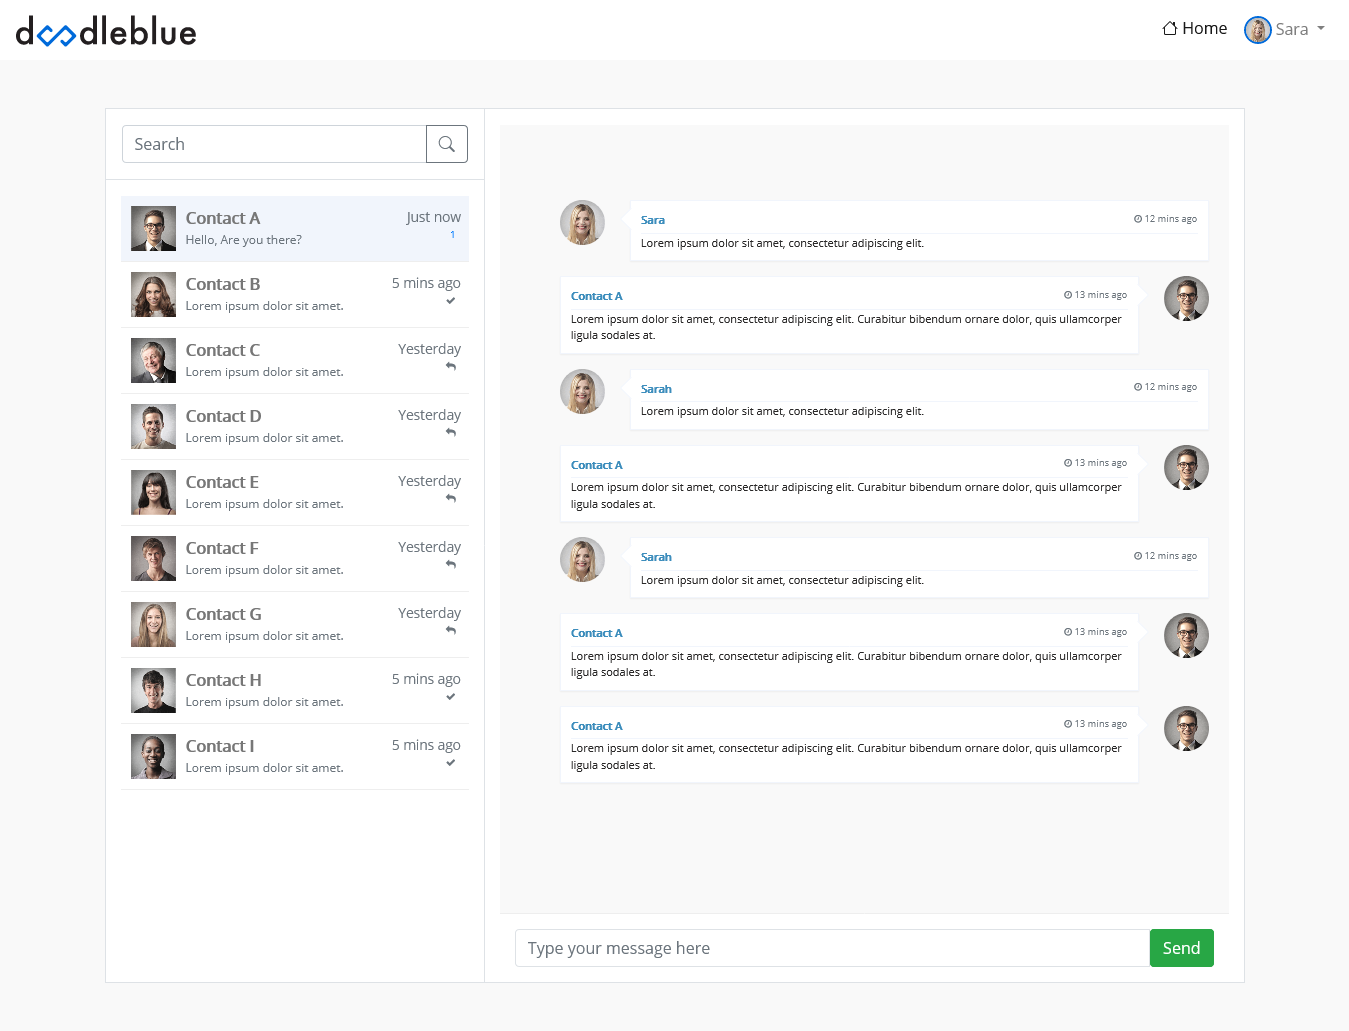 doodleblue
Home
Sara
Search
Contact A
Just now
Hello, Are you there?
1
Contact B
5 mins ago
Lorem ipsum dolor sit amet.
Contact C
Yesterday
Lorem ipsum dolor sit amet.
Contact D
Yesterday
Lorem ipsum dolor sit amet.
Contact E
Yesterday
Lorem ipsum dolor sit amet.
Contact F
Yesterday
Lorem ipsum dolor sit amet.
Contact G
Yesterday
Lorem ipsum dolor sit amet.
Contact H
5 mins ago
Lorem ipsum dolor sit amet.
Contact I
5 mins ago
Lorem ipsum dolor sit amet.
Sara
12 mins ago
Lorem ipsum dolor sit amet, consectetur adipiscing elit.
Contact A
13 mins ago
Lorem ipsum dolor sit amet, consectetur adipiscing elit. Curabitur bibendum ornare dolor, quis ullamcorper
ligula sodales at.
Sarah
12 mins ago
Lorem ipsum dolor sit amet, consectetur adipiscing elit.
Contact A
13 mins ago
Lorem ipsum dolor sit amet, consectetur adipiscing elit. Curabitur bibendum ornare dolor, quis ullamcorper
ligula sodales at.
Sarah
12 mins ago
Lorem ipsum dolor sit amet, consectetur adipiscing elit.
Contact A
13 mins ago
Lorem ipsum dolor sit amet, consectetur adipiscing elit. Curabitur bibendum ornare dolor, quis ullamcorper
ligula sodales at.
Contact A
13 mins ago
Lorem ipsum dolor sit amet, consectetur adipiscing elit. Curabitur bibendum ornare dolor, quis ullamcorper
ligula sodales at.
Type your message here
Send